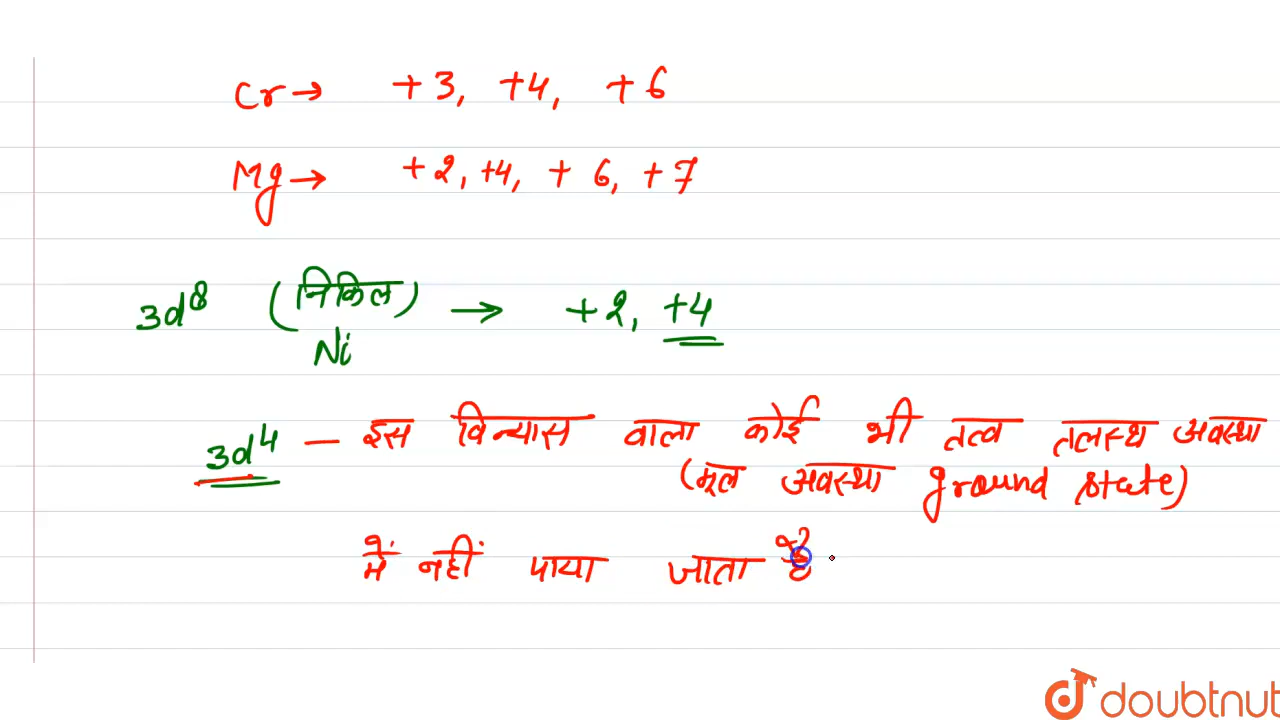 Cr → +3, +4, +6
Mg → +2, +4, +6, +7
3d⁸ (निकिल) → +2, +4
Ni
3d⁴ – इस विन्यास वाला कोई भी तत्व तलस्थ अवस्था
(मूल अवस्था ground state)
में नहीं पाया जाता है
doubtnut